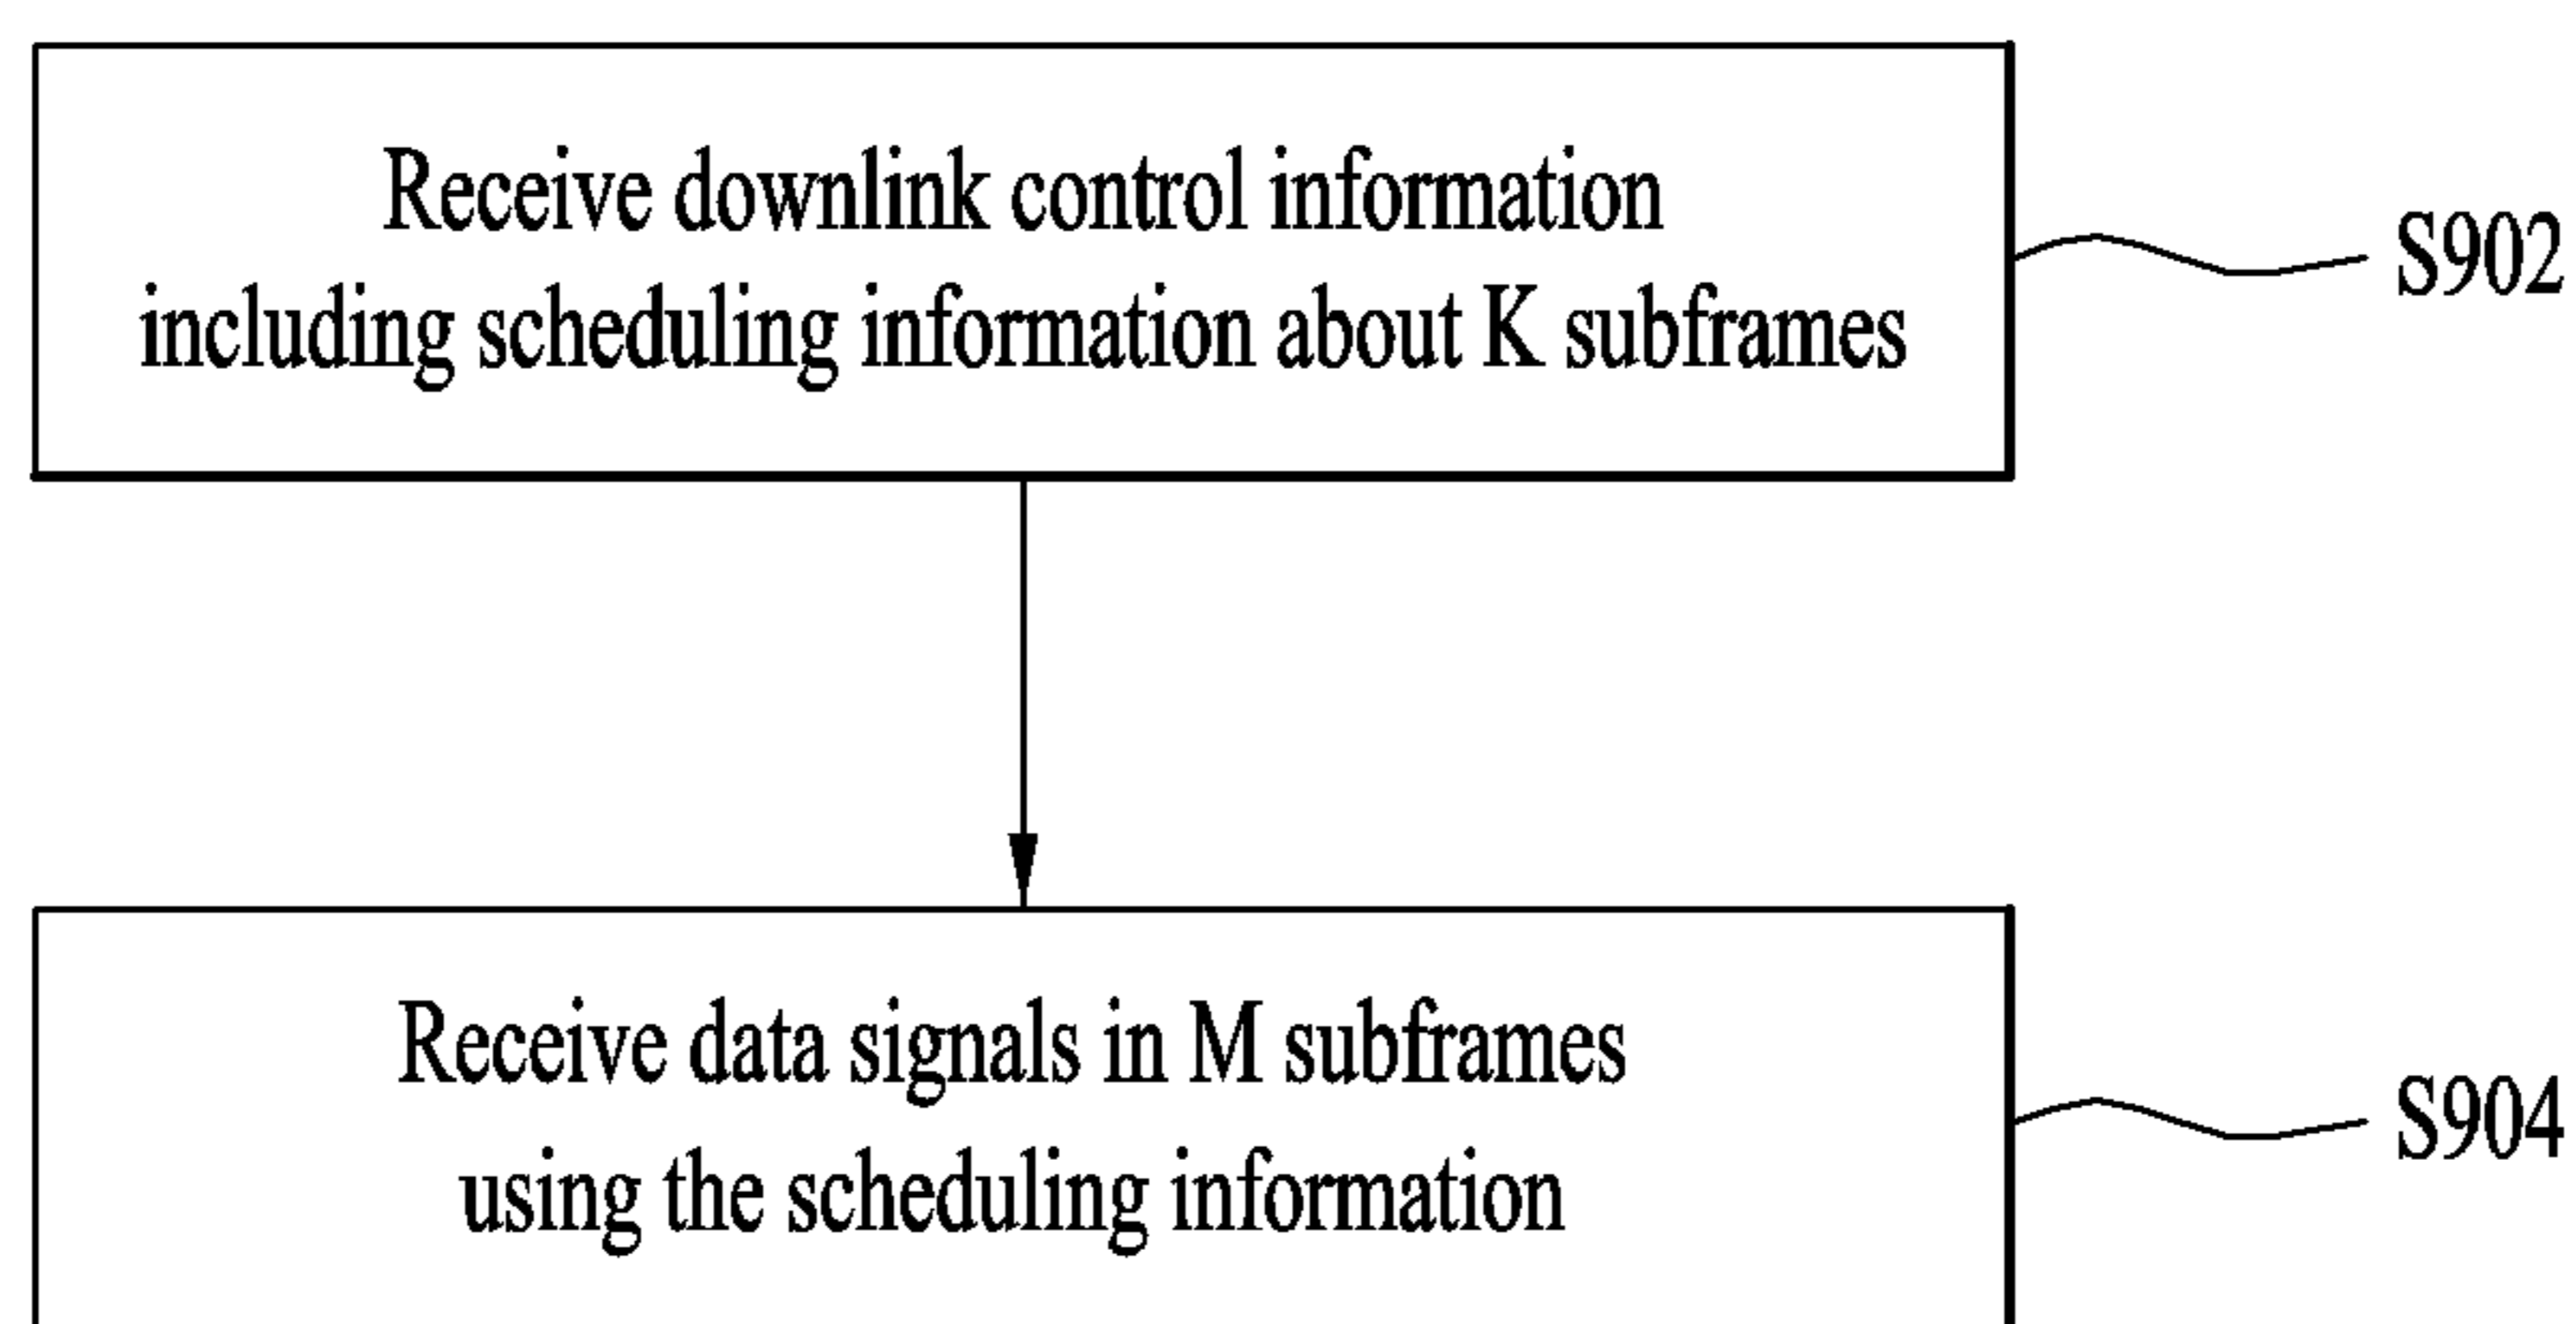 Receive downlink control information
including scheduling information about K subframes
S902
Receive data signals in M subframes
using the scheduling information
S904